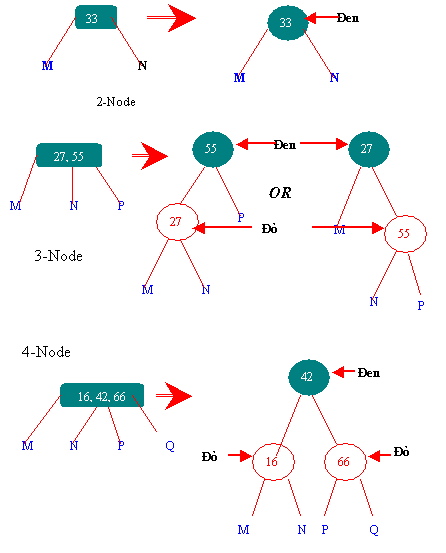 33
33
Đen
M
N
M
N
2-Node
27, 55
55
Đen
27
M
N
P
OR
P
27
Đỏ
M
55
3-Node
M
N
N
P
4-Node
42
Đen
16, 42, 66
M
N
P
Q
Đỏ
16
66
Đỏ
M
N
P
Q